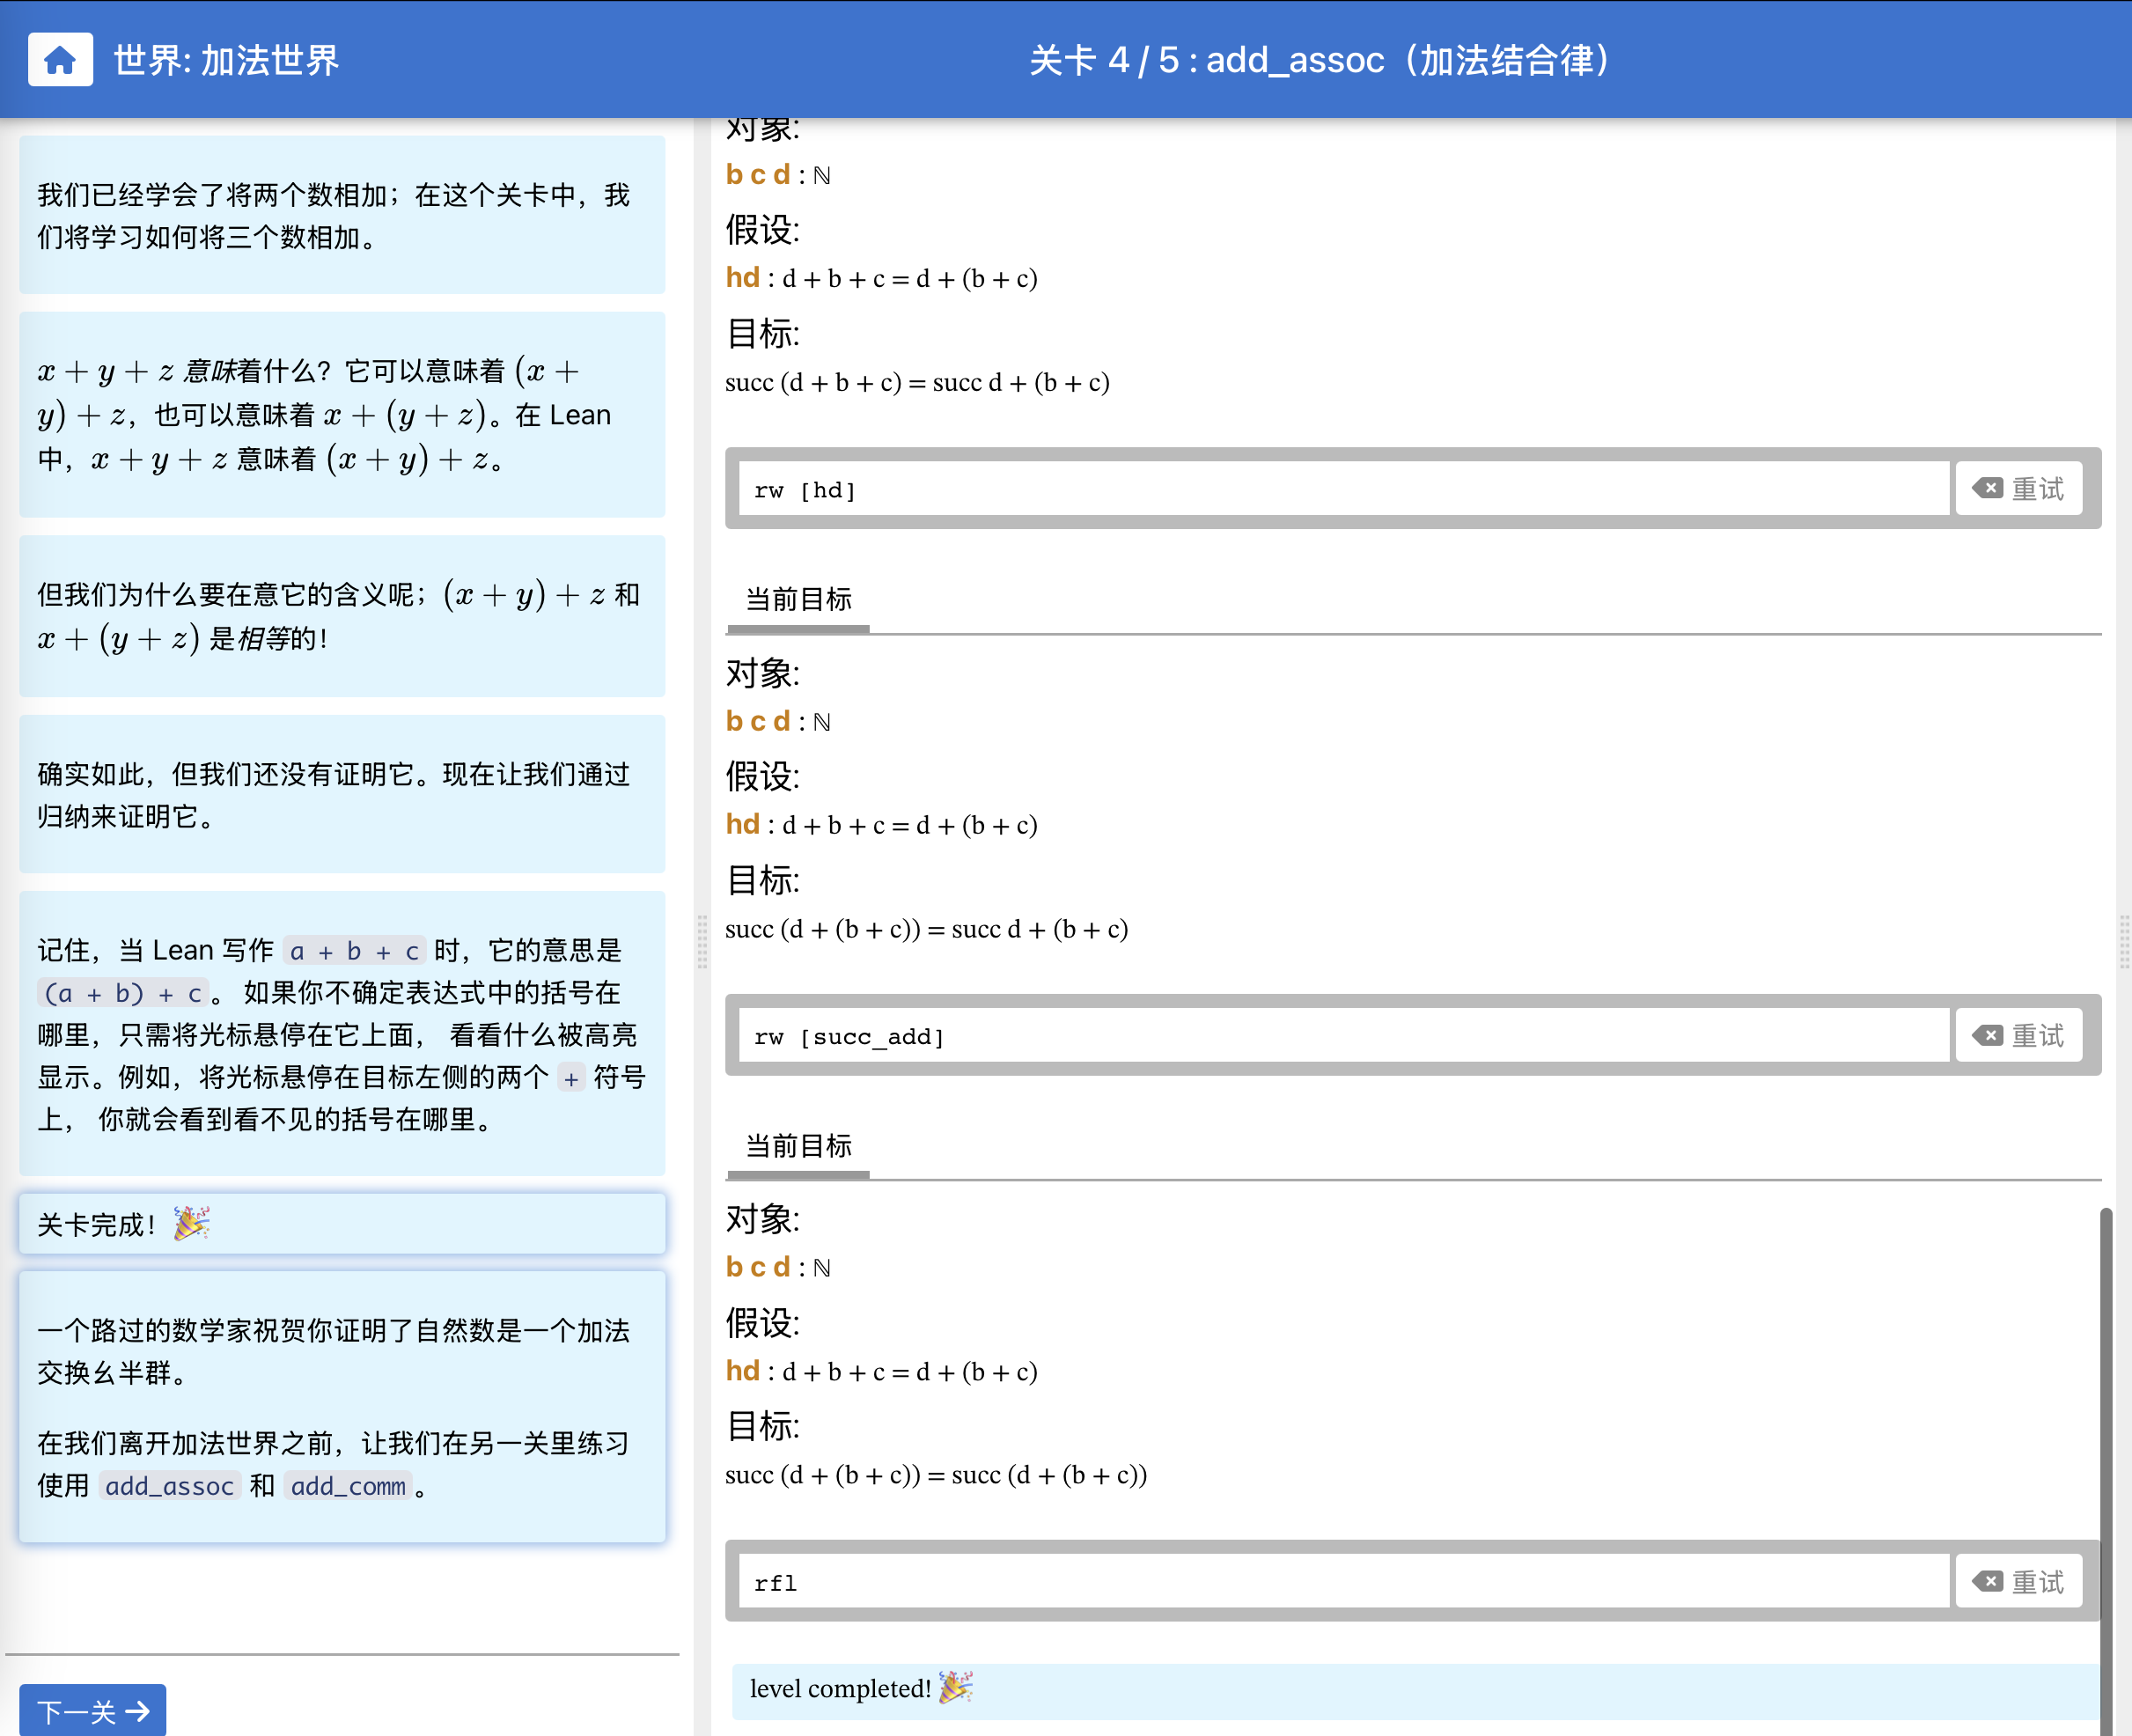 世界: 加法世界
关卡 4 / 5 : add_assoc（加法结合律）
我们已经学会了将两个数相加；在这个关卡中，我
们将学习如何将三个数相加。
x + y + z 意味着什么？它可以意味着 (x +
y) + z，也可以意味着 x + (y + z)。在 Lean
中，x + y + z 意味着 (x + y) + z。
但我们为什么要在意它的含义呢；(x + y) + z 和
x + (y + z) 是相等的！
确实如此，但我们还没有证明它。现在让我们通过
归纳来证明它。
记住，当 Lean 写作 a + b + c 时，它的意思是
(a + b) + c。 如果你不确定表达式中的括号在
哪里，只需将光标悬停在它上面， 看看什么被高亮
显示。例如，将光标悬停在目标左侧的两个 + 符号
上， 你就会看到看不见的括号在哪里。
关卡完成！🎉
一个路过的数学家祝贺你证明了自然数是一个加法
交换幺半群。
在我们离开加法世界之前，让我们在另一关里练习
使用 add_assoc 和 add_comm。
下一关
对象:
b c d : ℕ
假设:
hd : d + b + c = d + (b + c)
目标:
succ (d + b + c) = succ d + (b + c)
rw [hd]
重试
当前目标
对象:
b c d : ℕ
假设:
hd : d + b + c = d + (b + c)
目标:
succ (d + (b + c)) = succ d + (b + c)
rw [succ_add]
重试
当前目标
对象:
b c d : ℕ
假设:
hd : d + b + c = d + (b + c)
目标:
succ (d + (b + c)) = succ (d + (b + c))
rfl
重试
level completed! 🎉